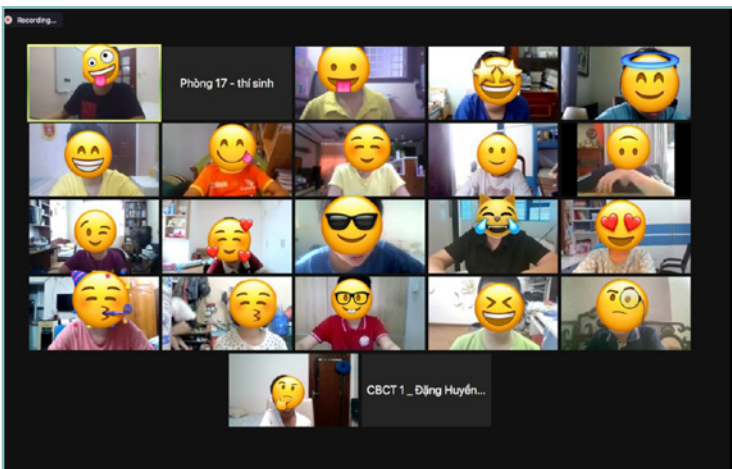 Recording...
Phòng 17 - thí sinh
CBCT 1 _ Đặng Huyền...